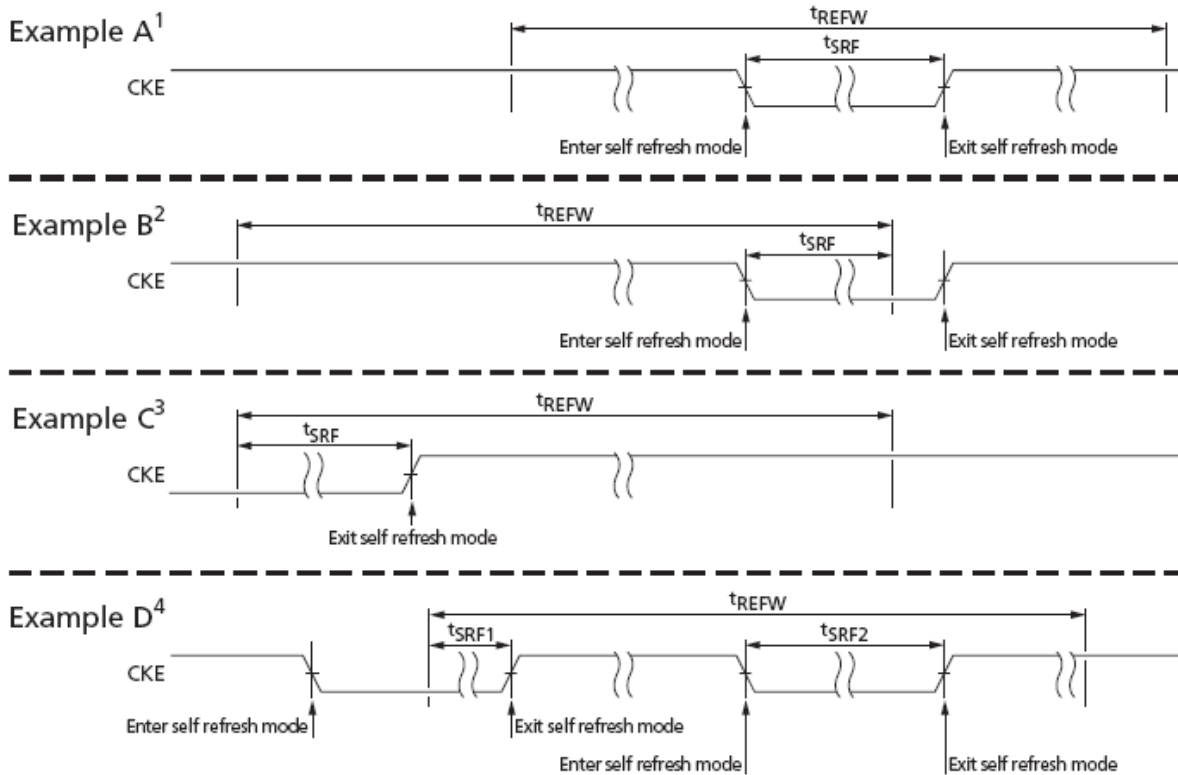 Example A¹
tREFW
tSRF
CKE
Enter self refresh mode
Exit self refresh mode
Example B²
tREFW
tSRF
CKE
Enter self refresh mode
Exit self refresh mode
Example C³
tREFW
tSRF
CKE
Exit self refresh mode
Example D⁴
tREFW
tSRF1
tSRF2
CKE
Enter self refresh mode
Exit self refresh mode
Enter self refresh mode
Exit self refresh mode